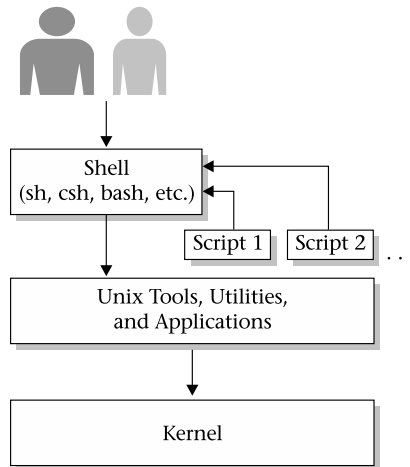 Shell
(sh, csh, bash, etc.)
Script 1
Script 2
. .
Unix Tools, Utilities,
and Applications
Kernel